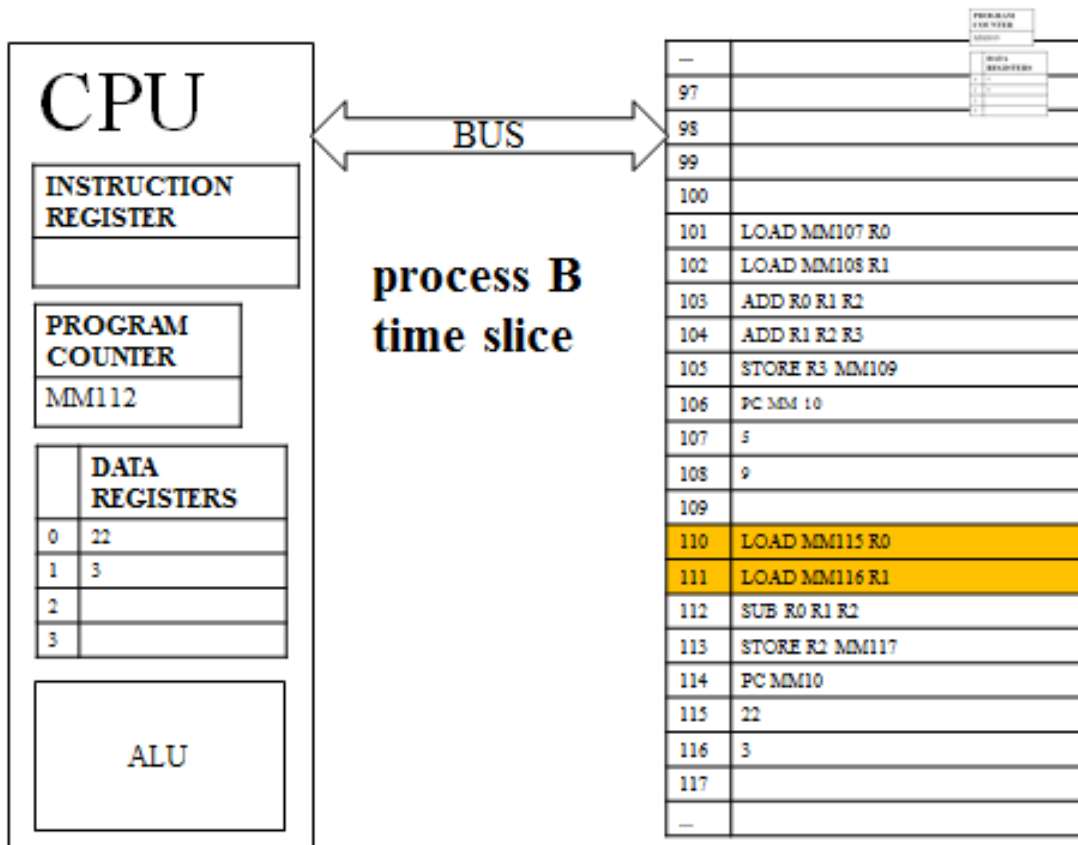 CPU
INSTRUCTION
REGISTER
PROGRAM
COUNTER
MM112
DATA
REGISTERS
0 22
1 3
2
3
ALU
BUS
process B
time slice
PROGRAM
COUNTER
DATA
REGISTERS
...
97
98
99
100
101 LOAD MM107 R0
102 LOAD MM108 R1
103 ADD R0 R1 R2
104 ADD R1 R2 R3
105 STORE R3 MM109
106 PC MM 10
107 5
108 9
109
110 LOAD MM115 R0
111 LOAD MM116 R1
112 SUB R0 R1 R2
113 STORE R2 MM117
114 PC MM10
115 22
116 3
117
...